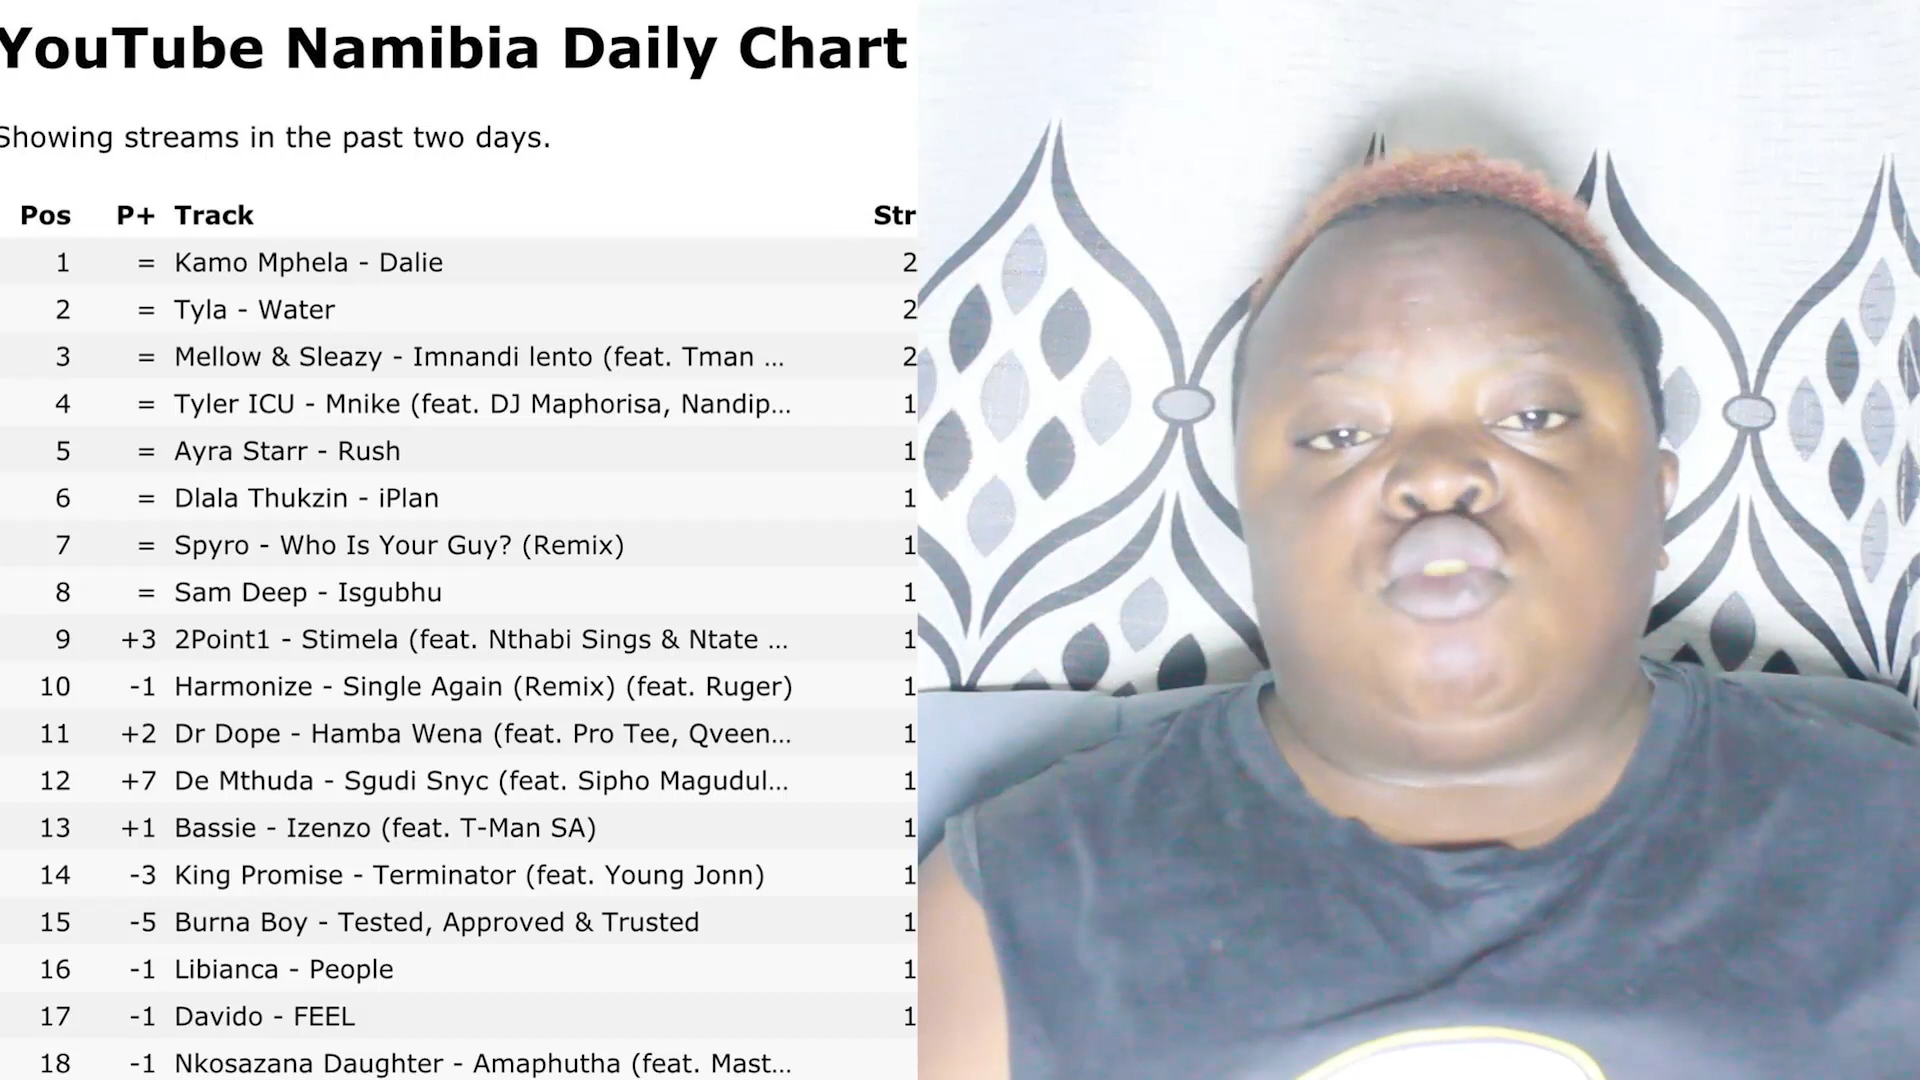 YouTube Namibia Daily Chart
Showing streams in the past two days.
Pos P+ Track Str
1 = Kamo Mphela - Dalie 2
2 = Tyla - Water 2
3 = Mellow & Sleazy - Imnandi lento (feat. Tman ... 2
4 = Tyler ICU - Mnike (feat. DJ Maphorisa, Nandip... 1
5 = Ayra Starr - Rush 1
6 = Dlala Thukzin - iPlan 1
7 = Spyro - Who Is Your Guy? (Remix) 1
8 = Sam Deep - Isgubhu 1
9 +3 2Point1 - Stimela (feat. Nthabi Sings & Ntate ... 1
10 -1 Harmonize - Single Again (Remix) (feat. Ruger) 1
11 +2 Dr Dope - Hamba Wena (feat. Pro Tee, Qveen... 1
12 +7 De Mthuda - Sgudi Snyc (feat. Sipho Magudul... 1
13 +1 Bassie - Izenzo (feat. T-Man SA) 1
14 -3 King Promise - Terminator (feat. Young Jonn) 1
15 -5 Burna Boy - Tested, Approved & Trusted 1
16 -1 Libianca - People 1
17 -1 Davido - FEEL 1
18 -1 Nkosazana Daughter - Amaphutha (feat. Mast...